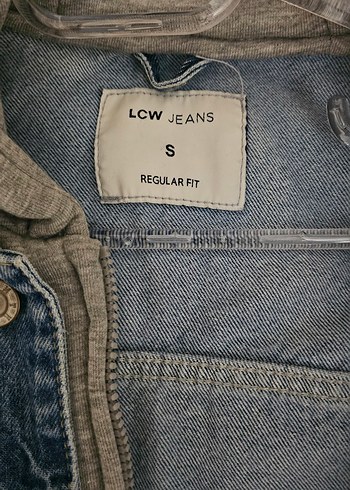 LCW JEANS
S
REGULAR FIT